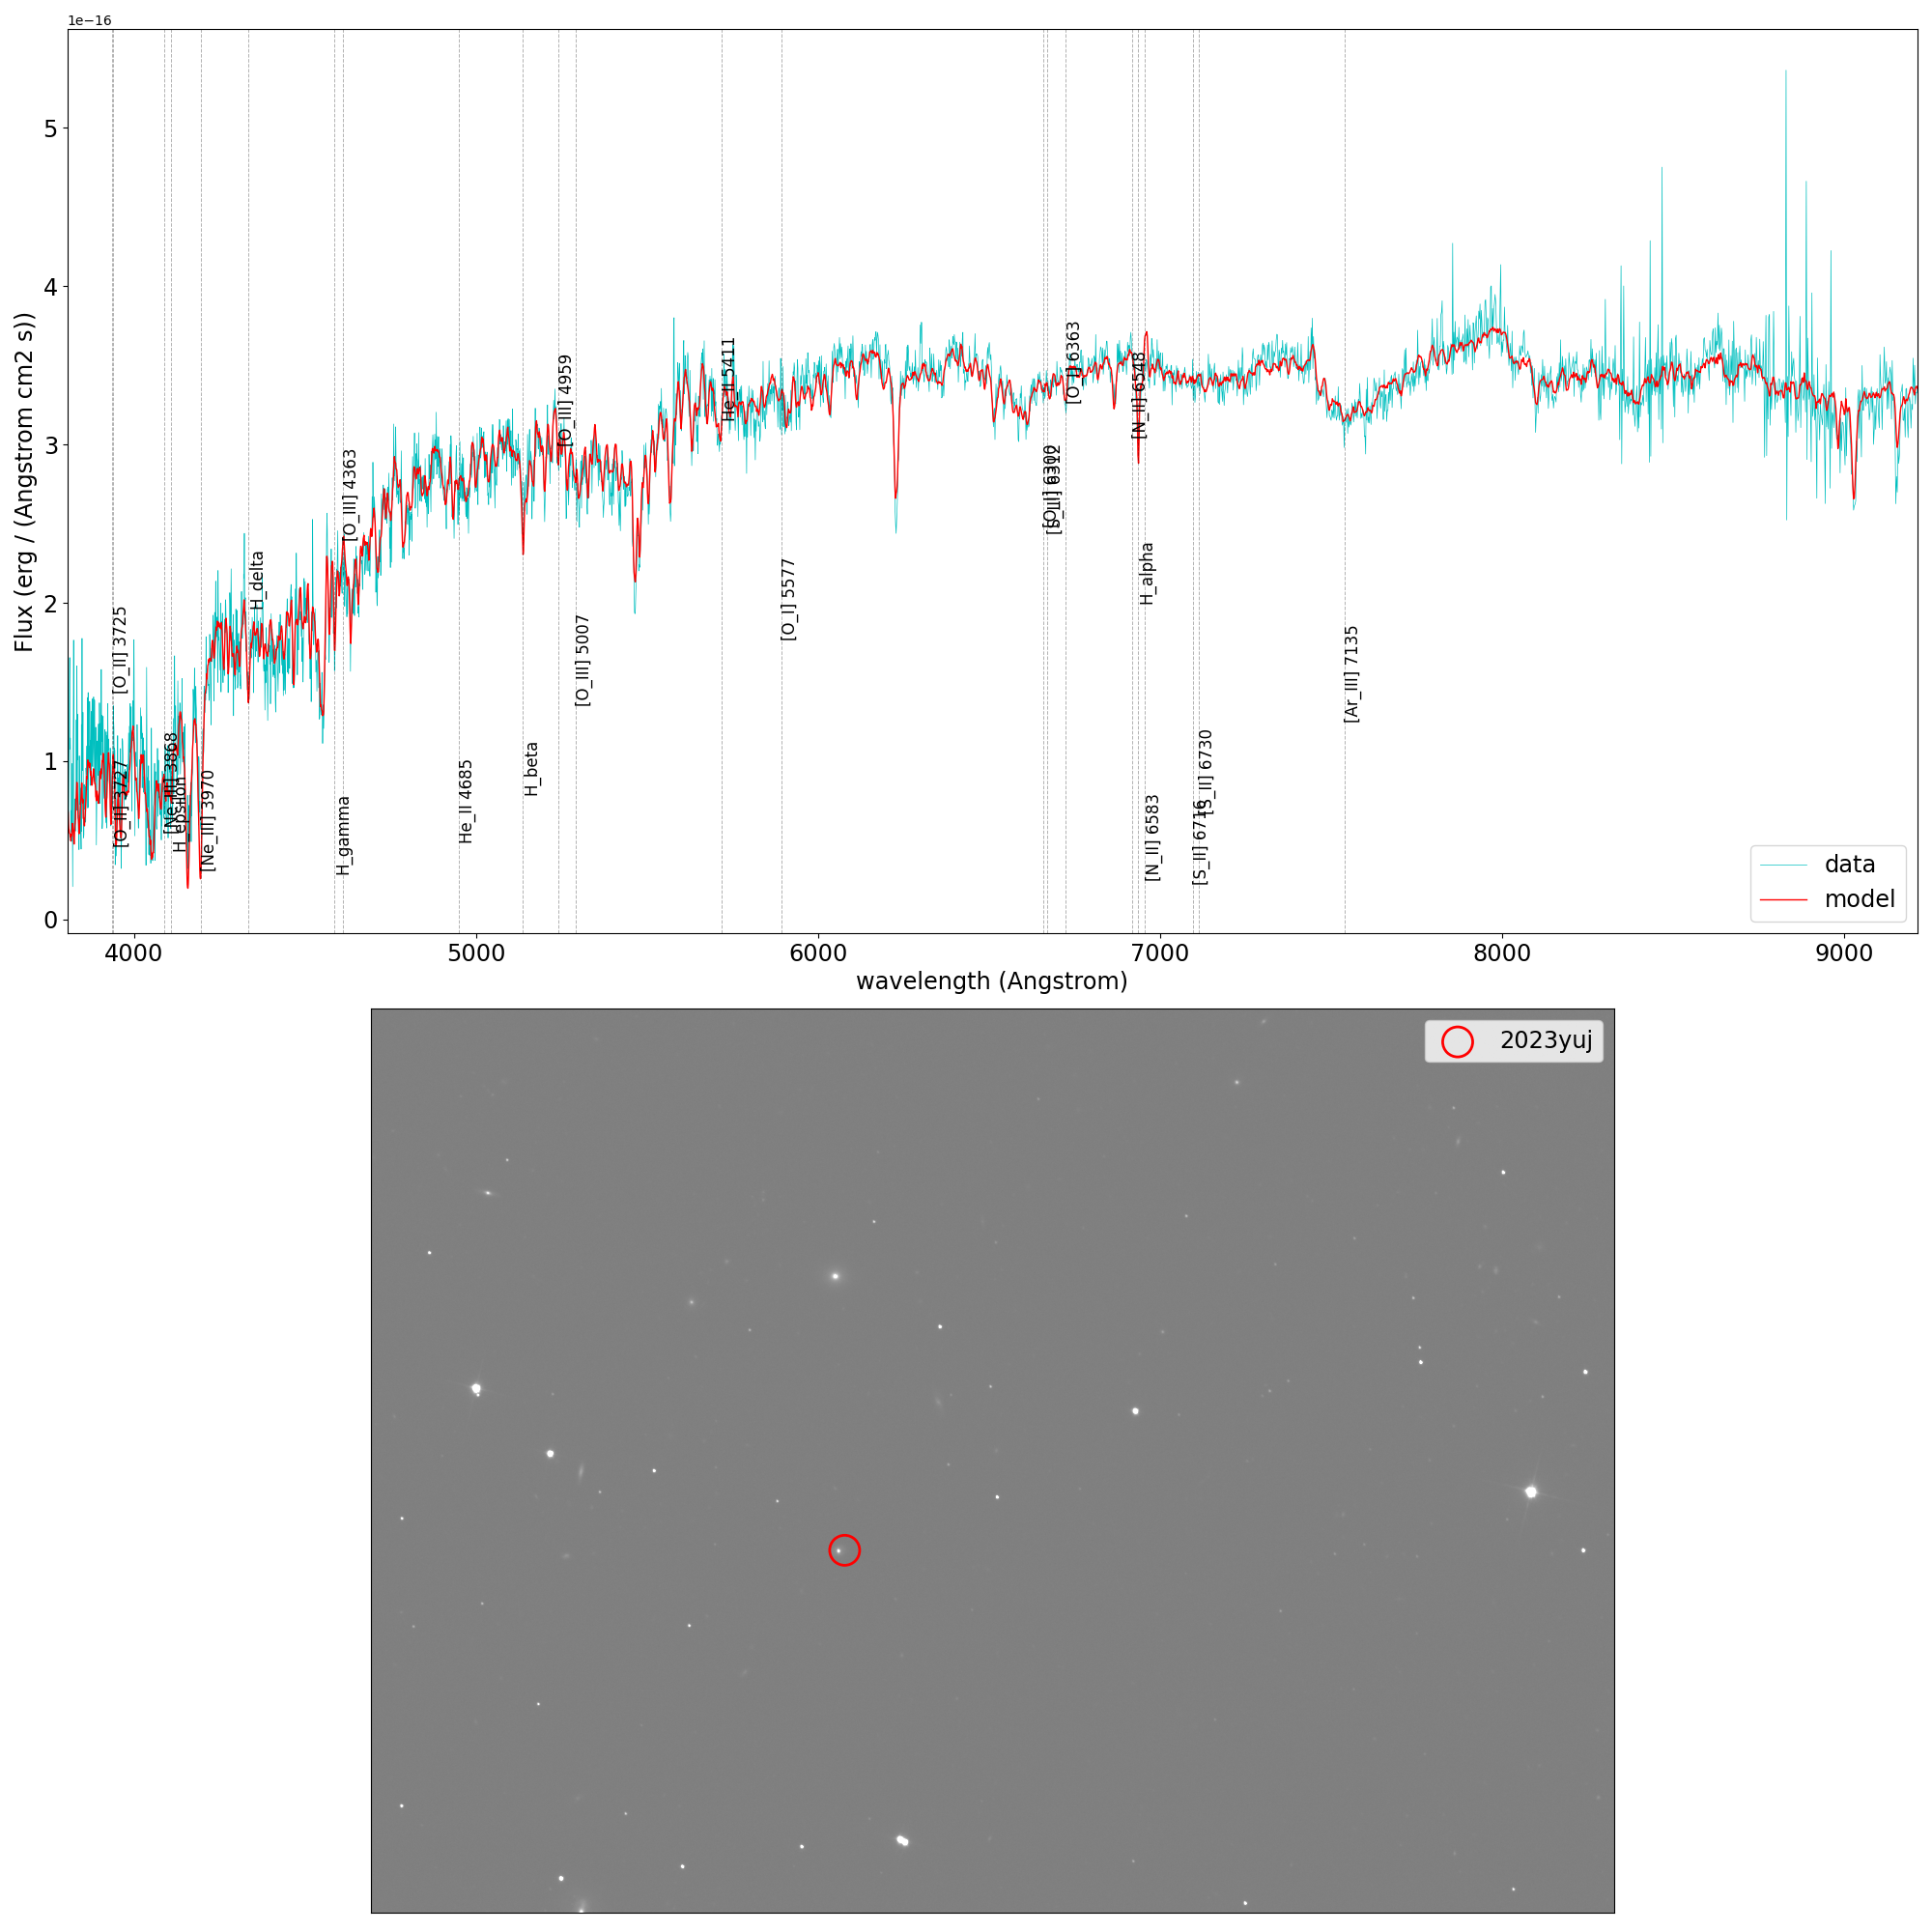 1e−16
Flux (erg / (Angstrom cm2 s))
5
4
3
2
1
0
[O_II] 3725
[O_II] 3727
[Ne_III] 3868
H_epsilon
[Ne_III] 3970
H_delta
H_gamma
[O_III] 4363
He_II 4685
H_beta
[O_III] 4959
[O_III] 5007
He_II 5411
[O_I] 5577
[O_I] 6300
[S_III] 6312
[O_I] 6363
[N_II] 6548
H_alpha
[N_II] 6583
[S_II] 6716
[S_II] 6730
[Ar_III] 7135
data
model
4000 5000 6000 7000 8000 9000
wavelength (Angstrom)
2023yuj